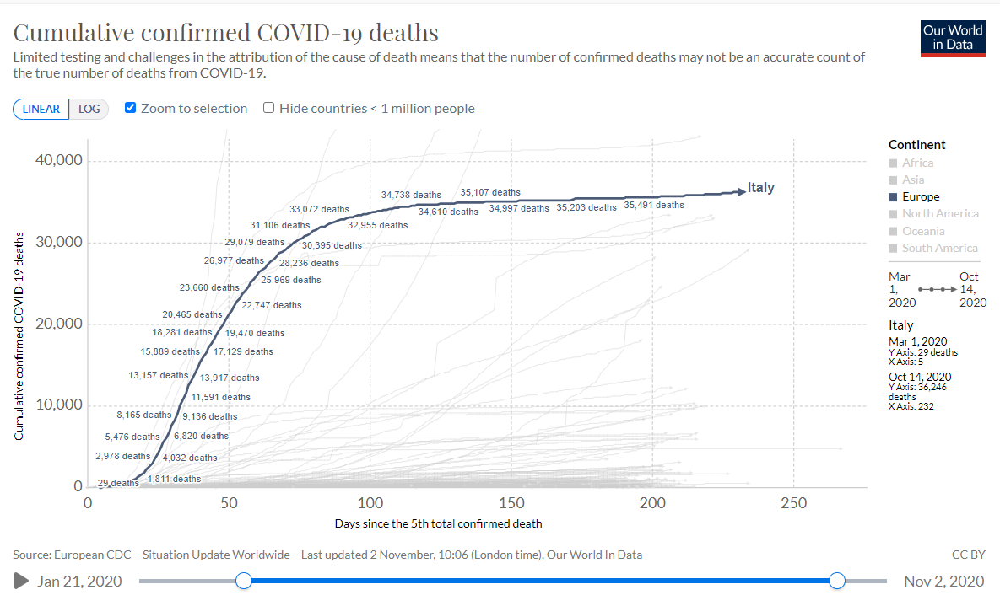 Cumulative confirmed COVID-19 deaths
Our World
in Data
Limited testing and challenges in the attribution of the cause of death means that the number of confirmed deaths may not be an accurate count of
the true number of deaths from COVID-19.
LINEAR LOG Zoom to selection Hide countries < 1 million people
Cumulative confirmed COVID-19 deaths
40,000
30,000
20,000
10,000
0
Italy
35,107 deaths
34,738 deaths
35,491 deaths
35,203 deaths
34,997 deaths
34,610 deaths
33,072 deaths
32,955 deaths
31,106 deaths
30,395 deaths
29,079 deaths
28,236 deaths
26,977 deaths
25,969 deaths
23,660 deaths
22,747 deaths
20,465 deaths
19,470 deaths
18,281 deaths
17,129 deaths
15,889 deaths
13,917 deaths
13,157 deaths
11,591 deaths
9,136 deaths
8,165 deaths
6,820 deaths
5,476 deaths
4,032 deaths
2,978 deaths
1,811 deaths
29 deaths
0 50 100 150 200 250
Days since the 5th total confirmed death
Continent
Africa
Asia
Europe
North America
Oceania
South America
Mar
1,
2020
Oct
14,
2020
Italy
Mar 1, 2020
Y Axis: 29 deaths
X Axis: 5
Oct 14, 2020
Y Axis: 36,246
deaths
X Axis: 232
Source: European CDC – Situation Update Worldwide – Last updated 2 November, 10:06 (London time), Our World In Data
CC BY
Jan 21, 2020
Nov 2, 2020